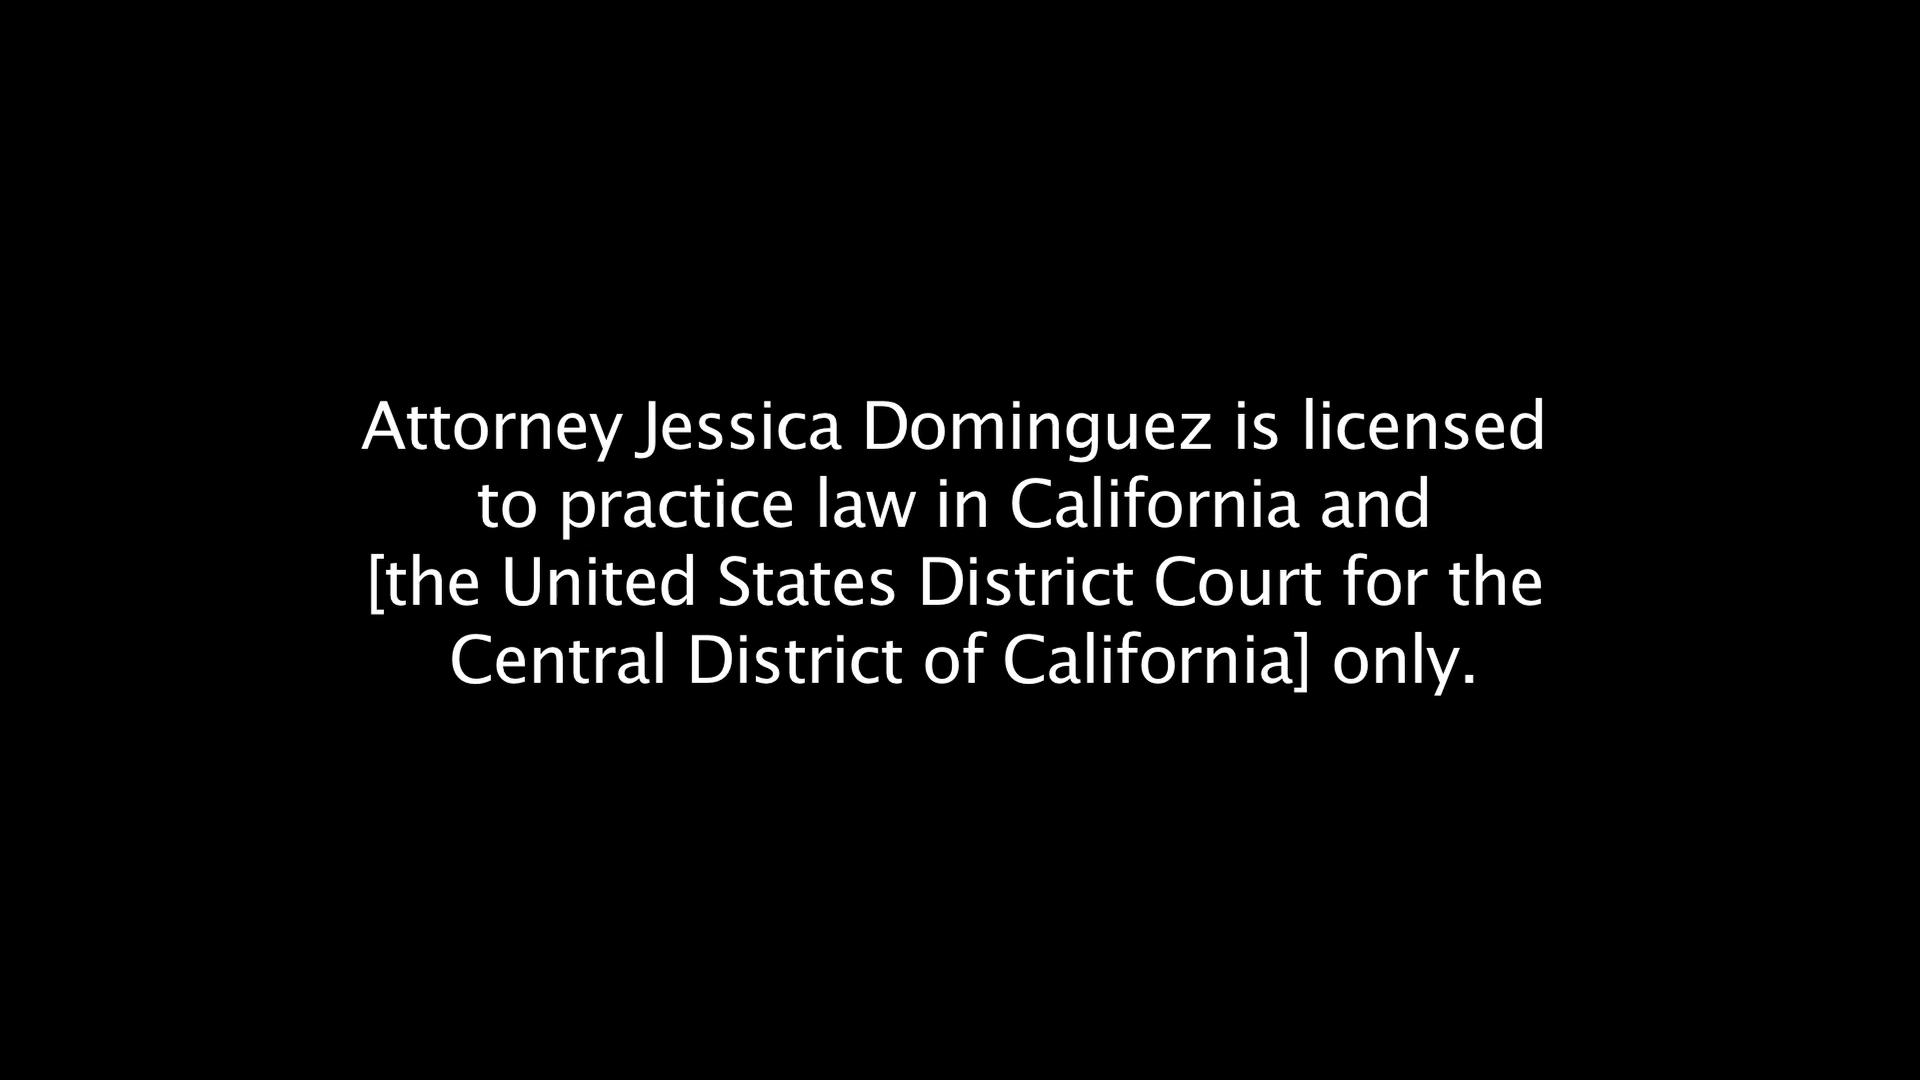 Attorney Jessica Dominguez is licensed
to practice law in California and
[the United States District Court for the
Central District of California] only.